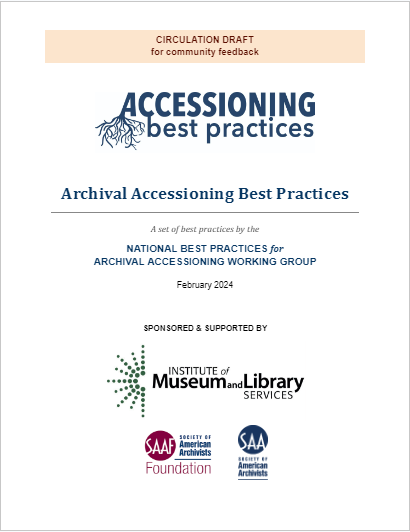 CIRCULATION DRAFT
for community feedback
ACCESSIONING
best practices
Archival Accessioning Best Practices
A set of best practices by the
NATIONAL BEST PRACTICES for
ARCHIVAL ACCESSIONING WORKING GROUP
February 2024
SPONSORED & SUPPORTED BY
INSTITUTE of
Museum and Library
SERVICES
SAAF
SOCIETY OF
American
Archivists
Foundation
SAA
SOCIETY OF
American
Archivists